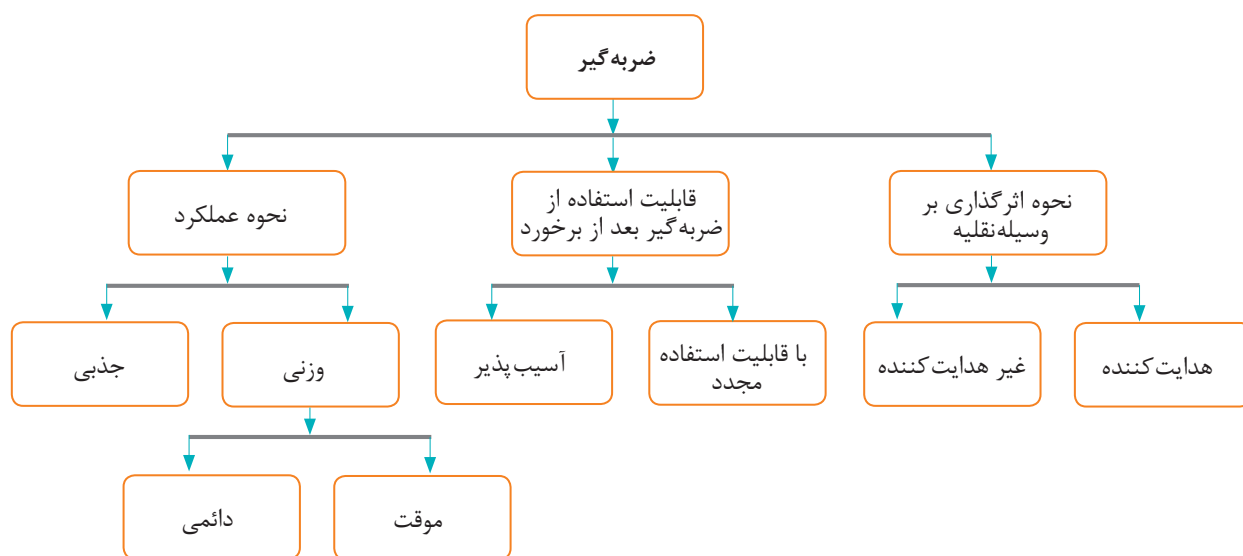 ضربه‌گیر
نحوه اثرگذاری بر
وسیله‌نقلیه
قابلیت استفاده از
ضربه‌گیر بعد از برخورد
نحوه عملکرد
هدایت‌کننده
غیر هدایت‌کننده
با قابلیت استفاده
مجدد
آسیب‌پذیر
وزنی
جذبی
موقت
دائمی